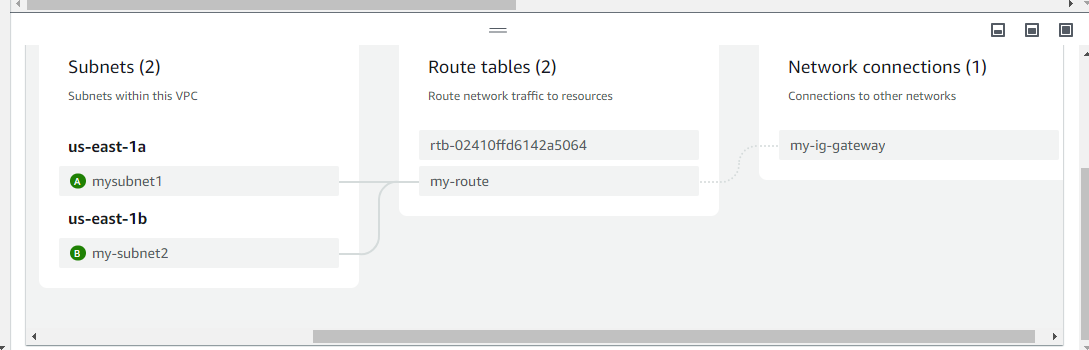 Subnets (2)
Subnets within this VPC
us-east-1a
A mysubnet1
us-east-1b
B my-subnet2
Route tables (2)
Route network traffic to resources
rtb-02410ffd6142a5064
my-route
Network connections (1)
Connections to other networks
my-ig-gateway